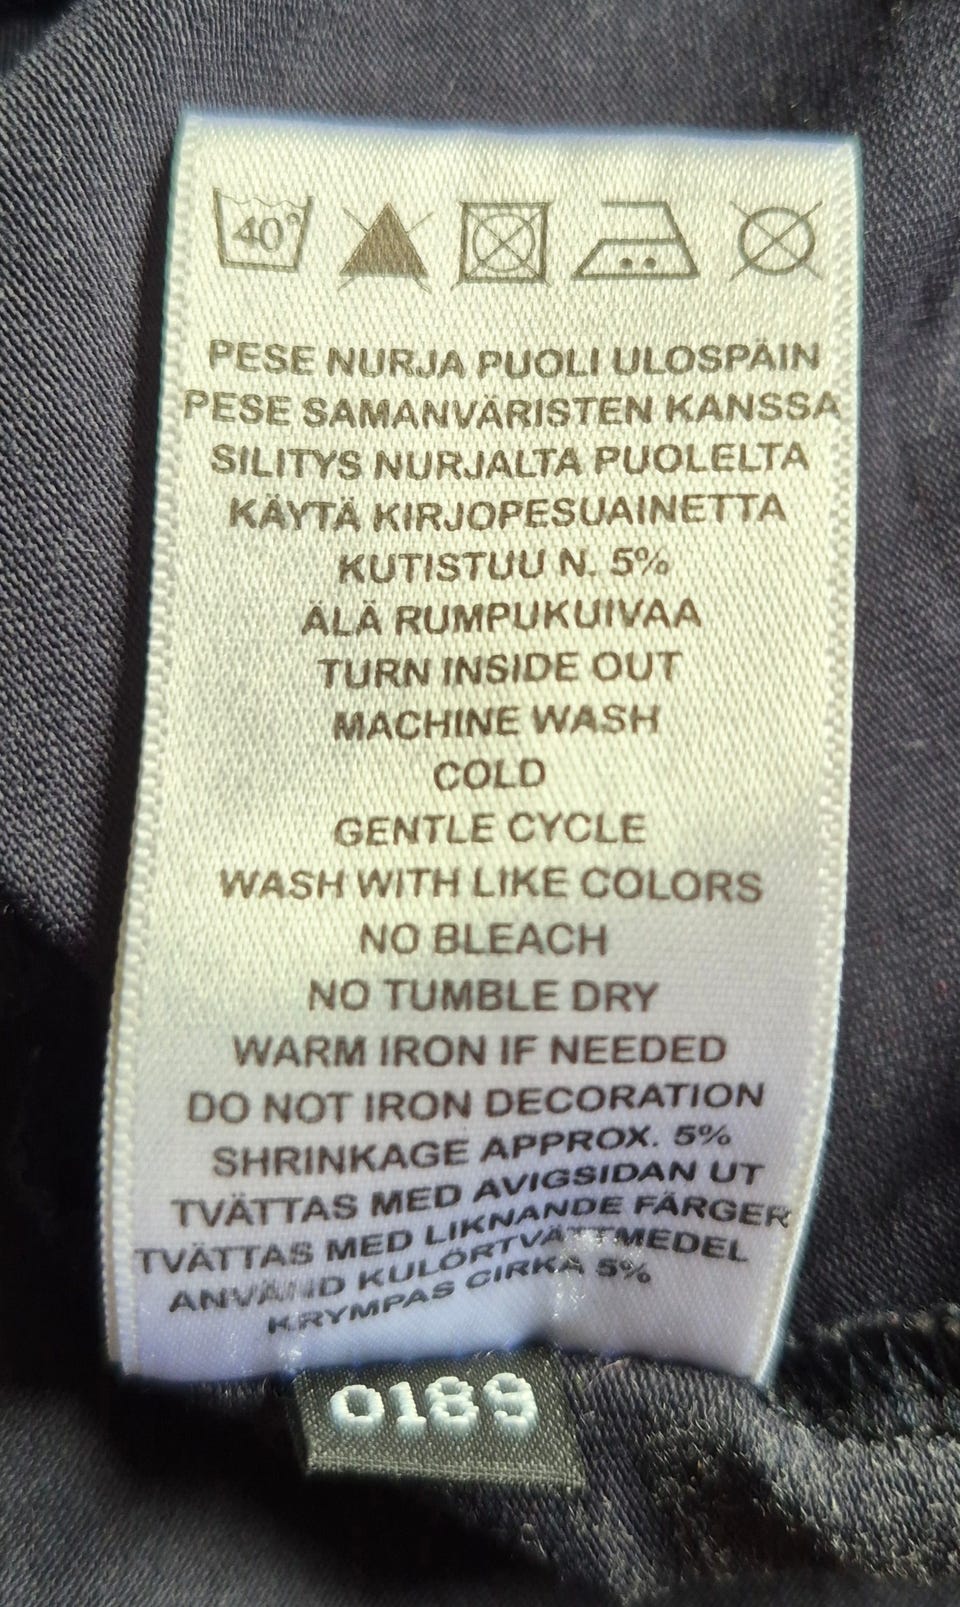 40°
PESE NURJA PUOLI ULOSPÄIN
PESE SAMANVÄRISTEN KANSSA
SILITYS NURJALTA PUOLELTA
KÄYTÄ KIRJOPESUAINETTA
KUTISTUU N. 5%
ÄLÄ RUMPUKUIVAA
TURN INSIDE OUT
MACHINE WASH
COLD
GENTLE CYCLE
WASH WITH LIKE COLORS
NO BLEACH
NO TUMBLE DRY
WARM IRON IF NEEDED
DO NOT IRON DECORATION
SHRINKAGE APPROX. 5%
TVÄTTAS MED AVIGSIDAN UT
TVÄTTAS MED LIKNANDE FÄRGER
ANVÄND KULÖRTVÄTTMEDEL
KRYMPAS CIRKA 5%
0189